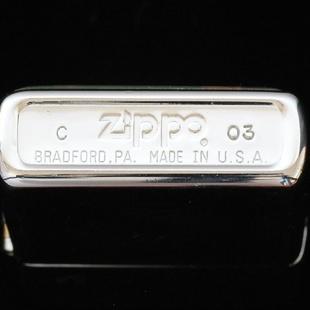 C zippo 03
BRADFORD, PA. MADE IN U.S.A.